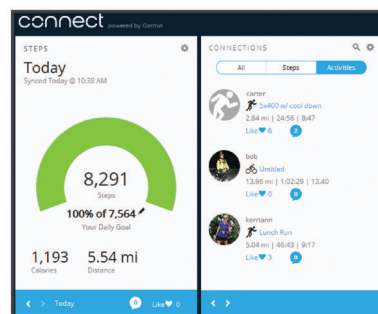 connect powered by Garmin
STEPS
Today
Synced Today @ 10:38 AM
8,291
Steps
100% of 7,564
Your Daily Goal
1,193
Calories
5.54 mi
Distance
Today
0
Like 0
CONNECTIONS
All Steps Activities
carter
5x400 w/ cool down
2.84 mi | 24:56 | 8:47
Like 6 2
bob
Untitled
13.96 mi | 1:02:29 | 13.40
Like 0 0
kerriann
Lunch Run
5.04 mi | 46:43 | 9:17
Like 3 0